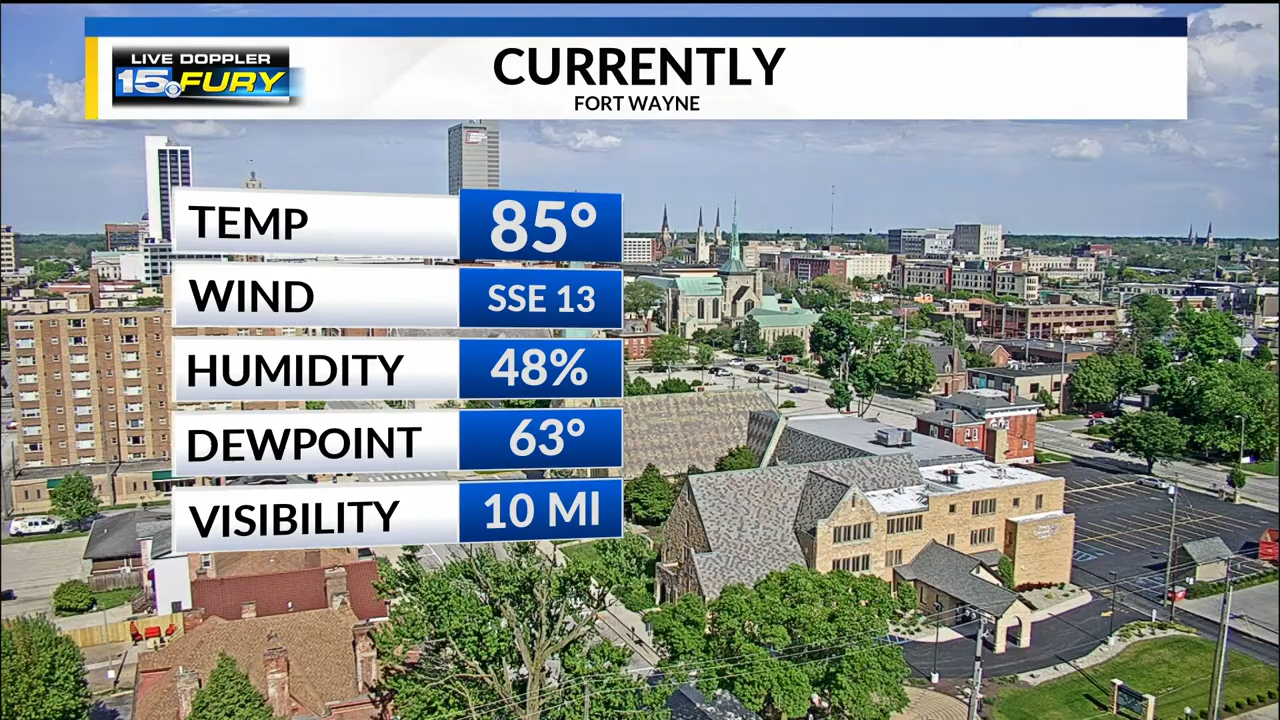 LIVE DOPPLER
15 FURY
CURRENTLY
FORT WAYNE
TEMP 85°
WIND SSE 13
HUMIDITY 48%
DEWPOINT 63°
VISIBILITY 10 MI